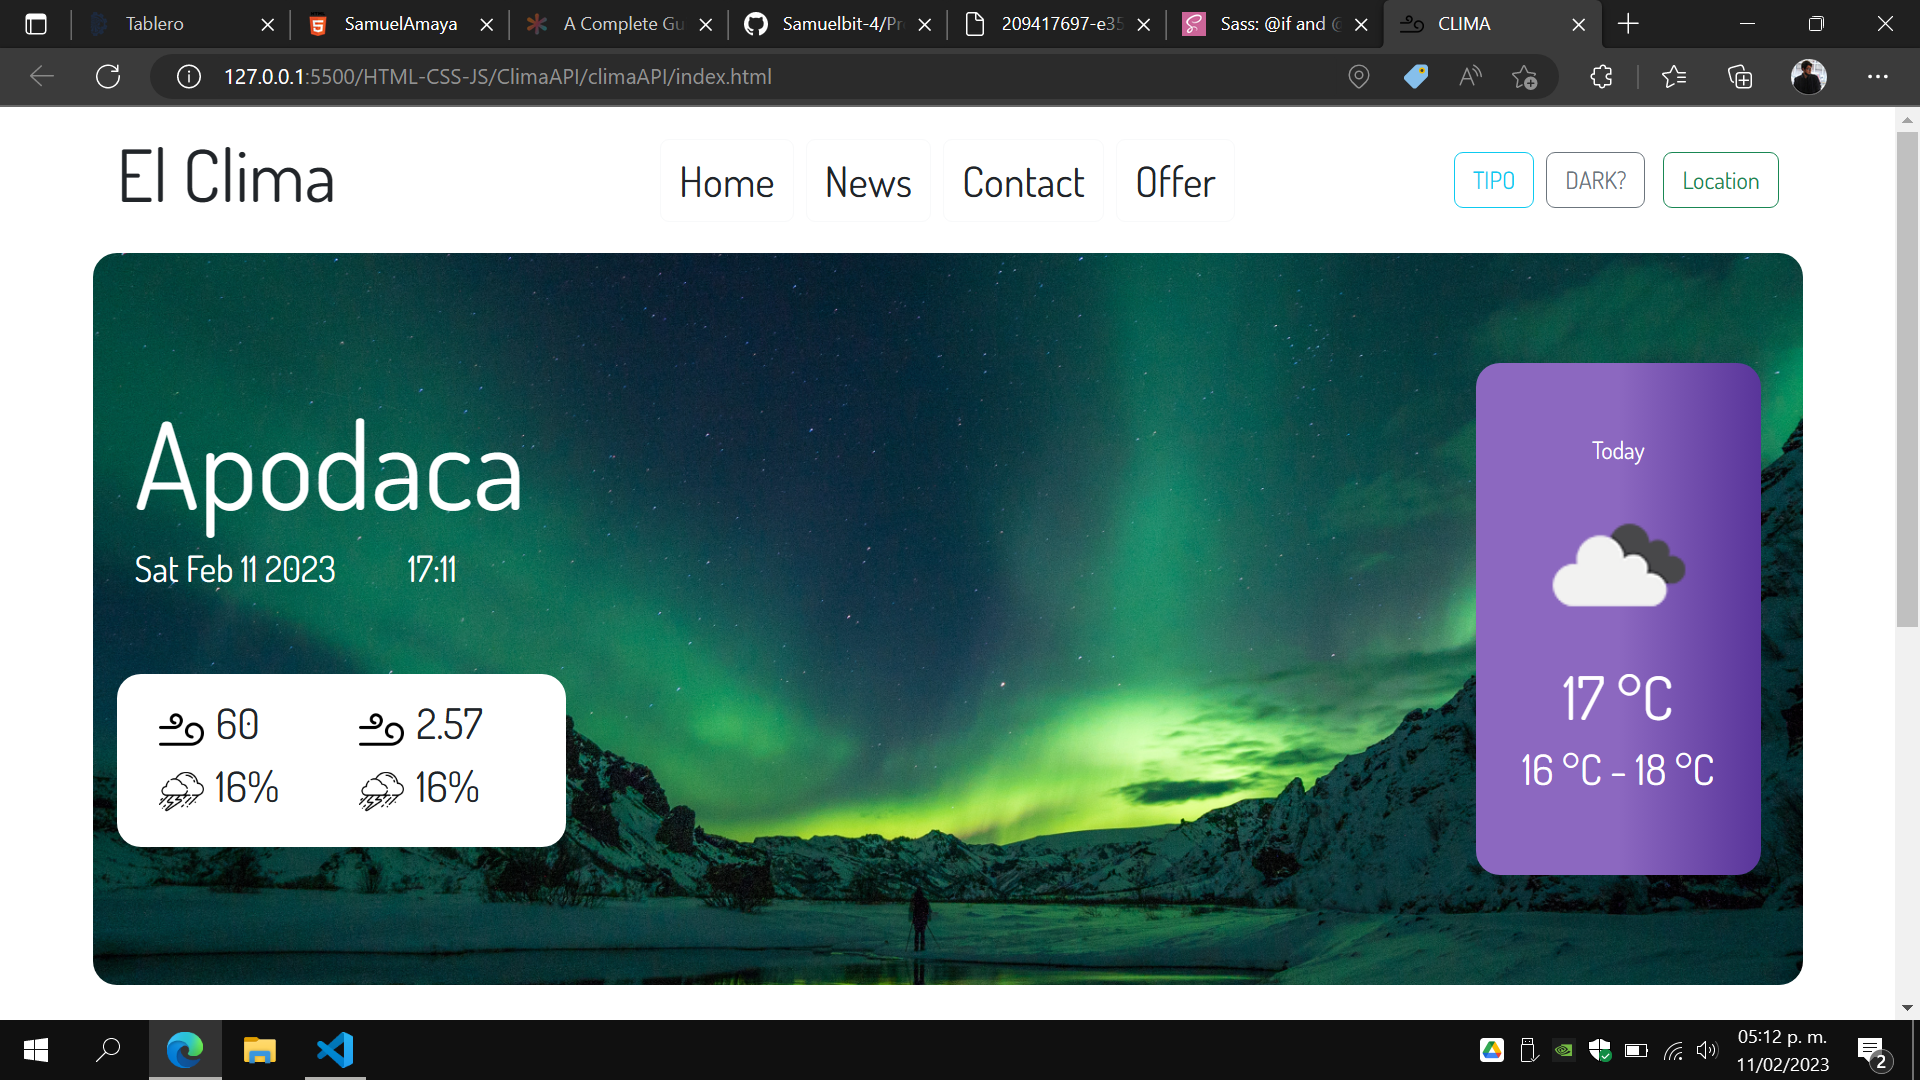 Tablero
SamuelAmaya
A Complete Gu
Samuelbit-4/Pr
209417697-e35
Sass: @if and @
CLIMA
127.0.0.1:5500/HTML-CSS-JS/ClimaAPI/climaAPI/index.html
El Clima
Home
News
Contact
Offer
TIPO
DARK?
Location
Apodaca
Sat Feb 11 2023 17:11
60 2.57
16% 16%
Today
17 °C
16 °C - 18 °C
05:12 p. m.
11/02/2023
2